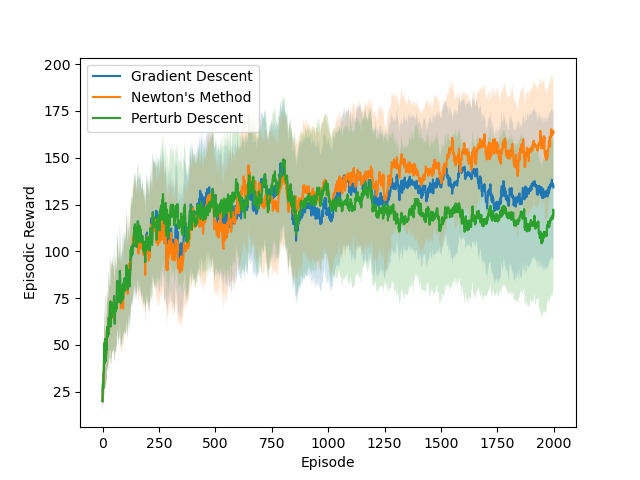 200
175
150
125
100
75
50
25
Episodic Reward
Gradient Descent
Newton's Method
Perturb Descent
0 250 500 750 1000 1250 1500 1750 2000
Episode